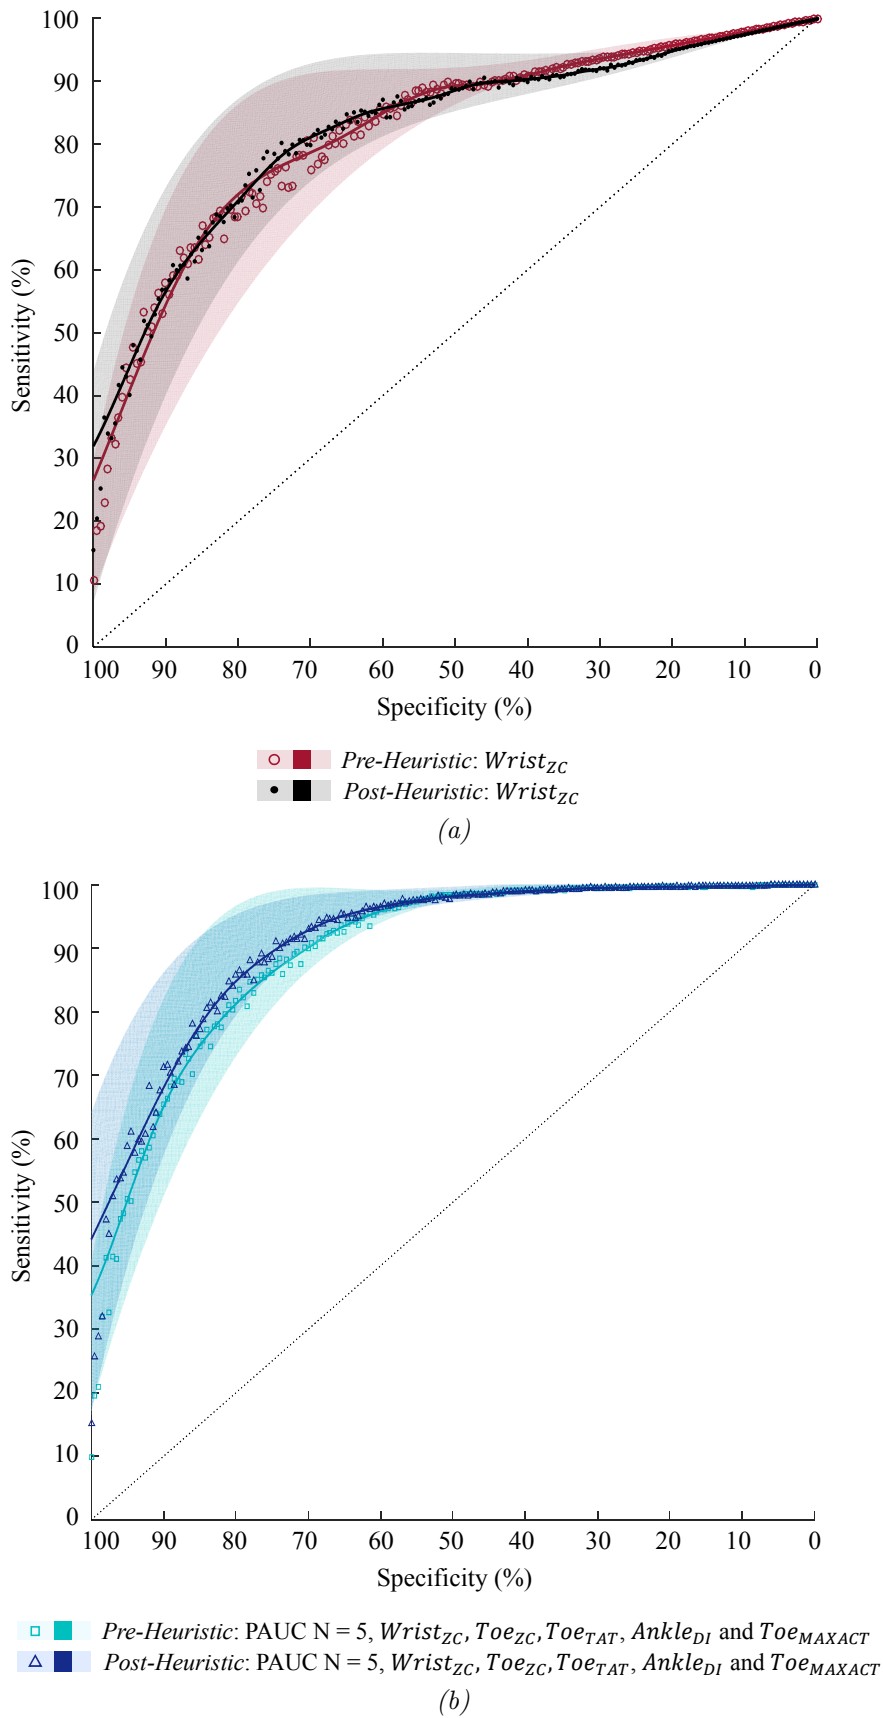 100
90
80
70
60
50
40
30
20
10
0
Sensitivity (%)
100 90 80 70 60 50 40 30 20 10 0
Specificity (%)
Pre-Heuristic: Wrist_ZC
Post-Heuristic: Wrist_ZC
(a)
100
90
80
70
60
50
40
30
20
10
0
Sensitivity (%)
100 90 80 70 60 50 40 30 20 10 0
Specificity (%)
Pre-Heuristic: PAUC N = 5, Wrist_ZC, Toe_ZC, Toe_TAT, Ankle_DI and Toe_MAXACT
Post-Heuristic: PAUC N = 5, Wrist_ZC, Toe_ZC, Toe_TAT, Ankle_DI and Toe_MAXACT
(b)